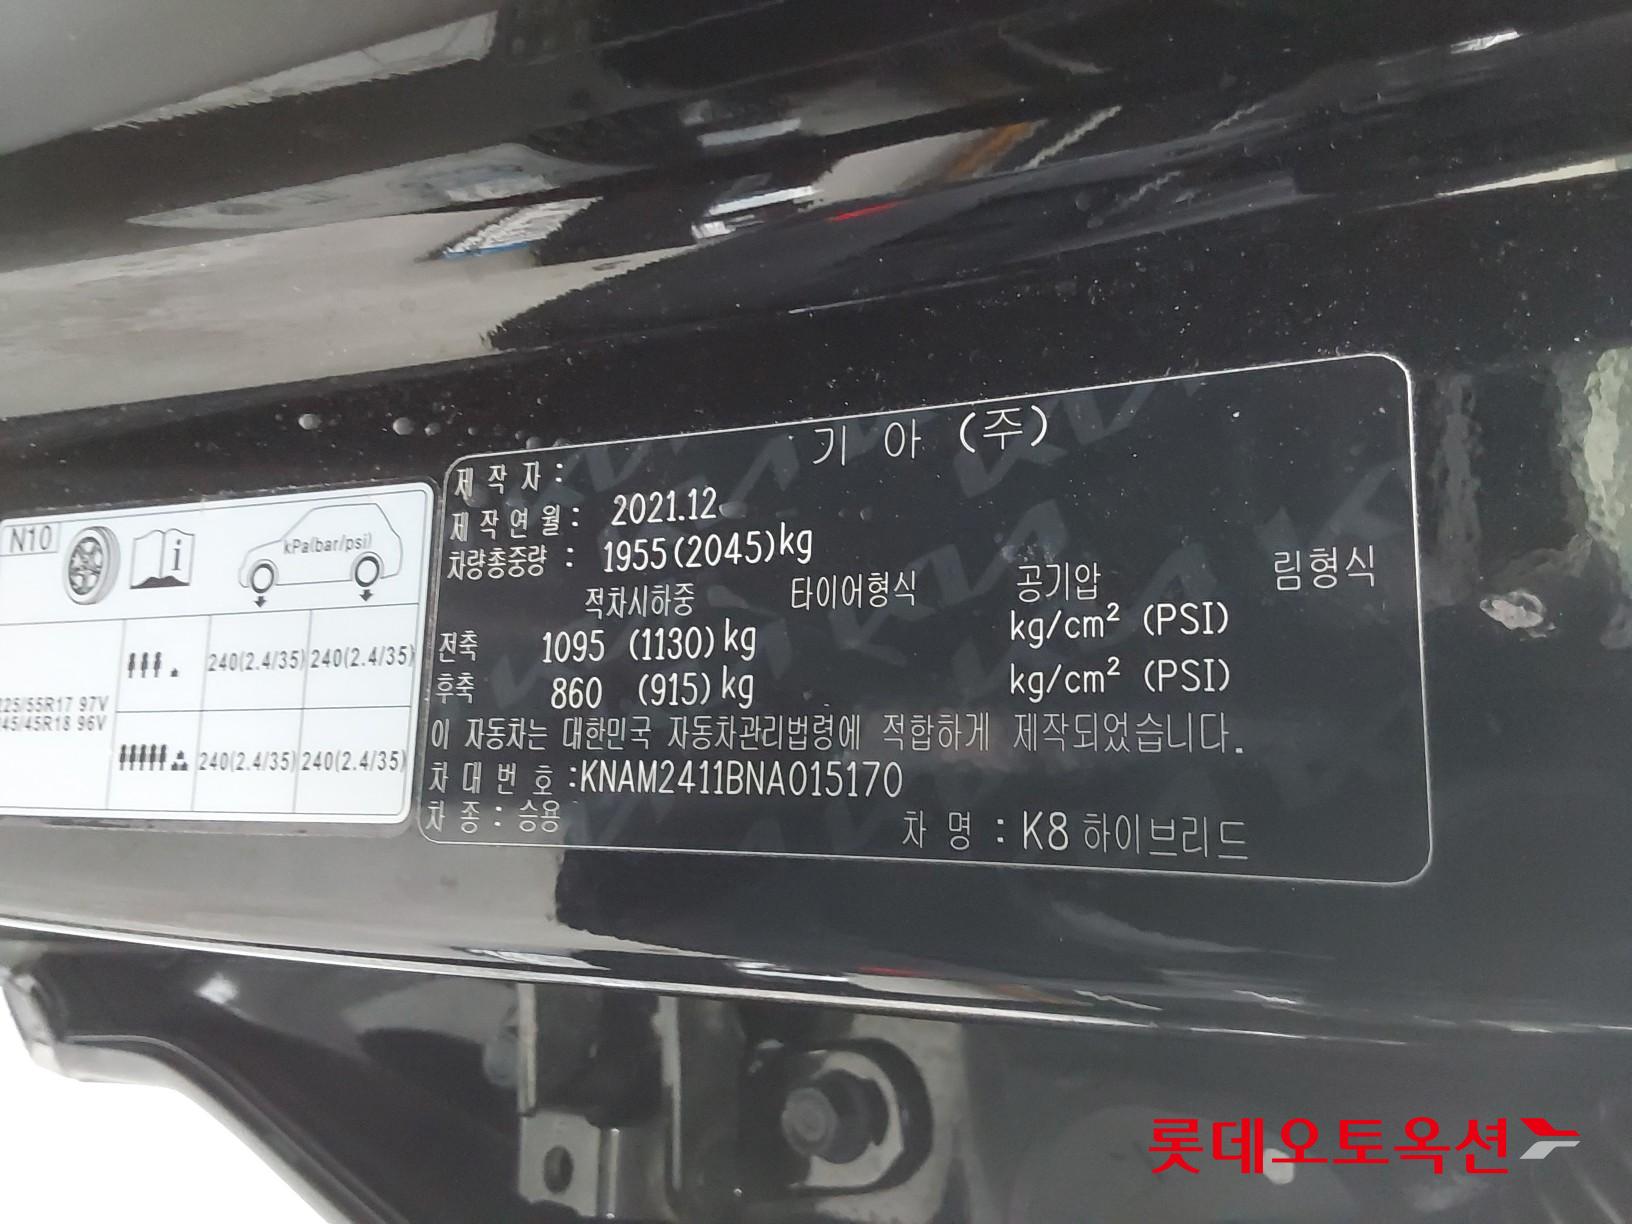 N10
kPa(bar/psi)
240(2.4/35) 240(2.4/35)
25/55R17 97V
45/45R18 96V
240(2.4/35) 240(2.4/35)
제 작 자 : 기 아 (주)
제 작 연 월 : 2021.12
차량총중량 : 1955(2045)kg
적차시하중 타이어형식 공기압 림형식
전축 1095 (1130)kg kg/cm² (PSI)
후축 860 (915)kg kg/cm² (PSI)
이 자동차는 대한민국 자동차관리법령에 적합하게 제작되었습니다.
차 대 번 호 :KNAM2411BNA015170
차 종 : 승용 차 명 : K8 하이브리드
롯데오토옥션